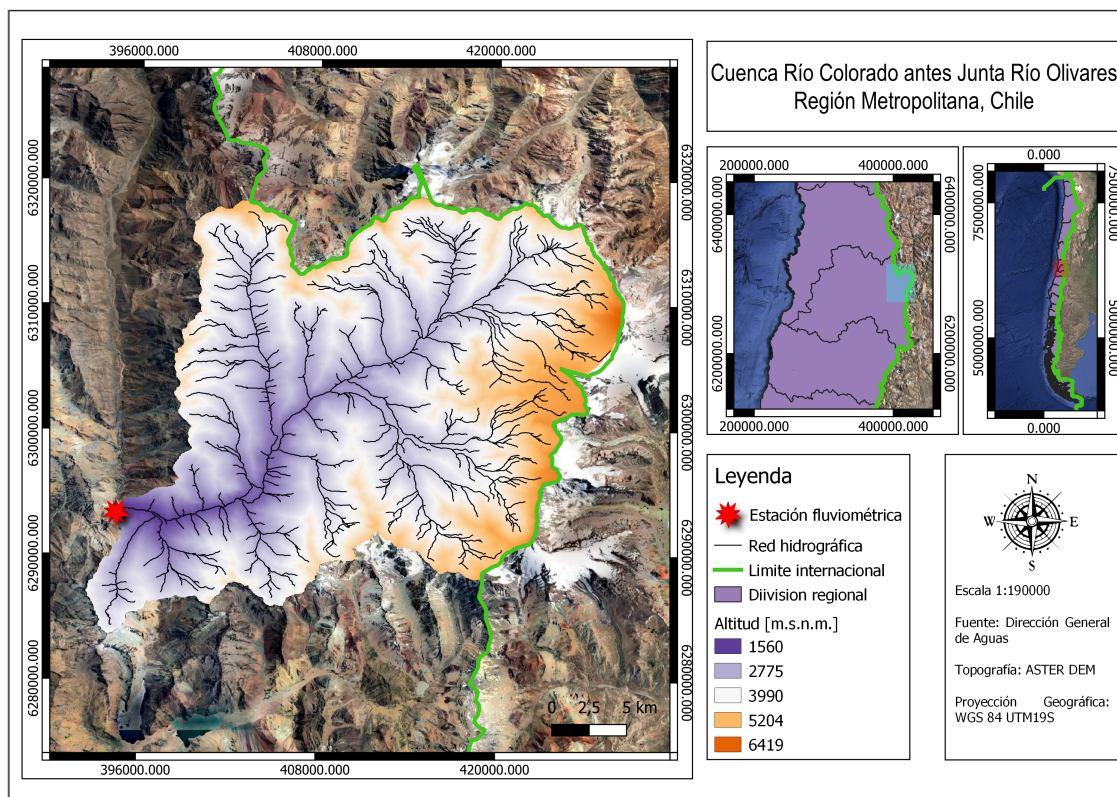 Cuenca Río Colorado antes Junta Río Olivares
Región Metropolitana, Chile
396000.000 408000.000 420000.000
6320000.000
6310000.000
6300000.000
6290000.000
6280000.000
6320000.000
6310000.000
6300000.000
6290000.000
6280000.000
0 2,5 5 km
396000.000 408000.000 420000.000
200000.000 400000.000
6400000.000
6200000.000
6400000.000
6200000.000
200000.000 400000.000
0.000
7500000.000
5000000.000
7500000.000
5000000.000
0.000
Leyenda
Estación fluviométrica
Red hidrográfica
Limite internacional
Diivision regional
Altitud [m.s.n.m.]
1560
2775
3990
5204
6419
N
W E
S
Escala 1:190000
Fuente: Dirección General
de Aguas
Topografía: ASTER DEM
Proyección Geográfica:
WGS 84 UTM19S